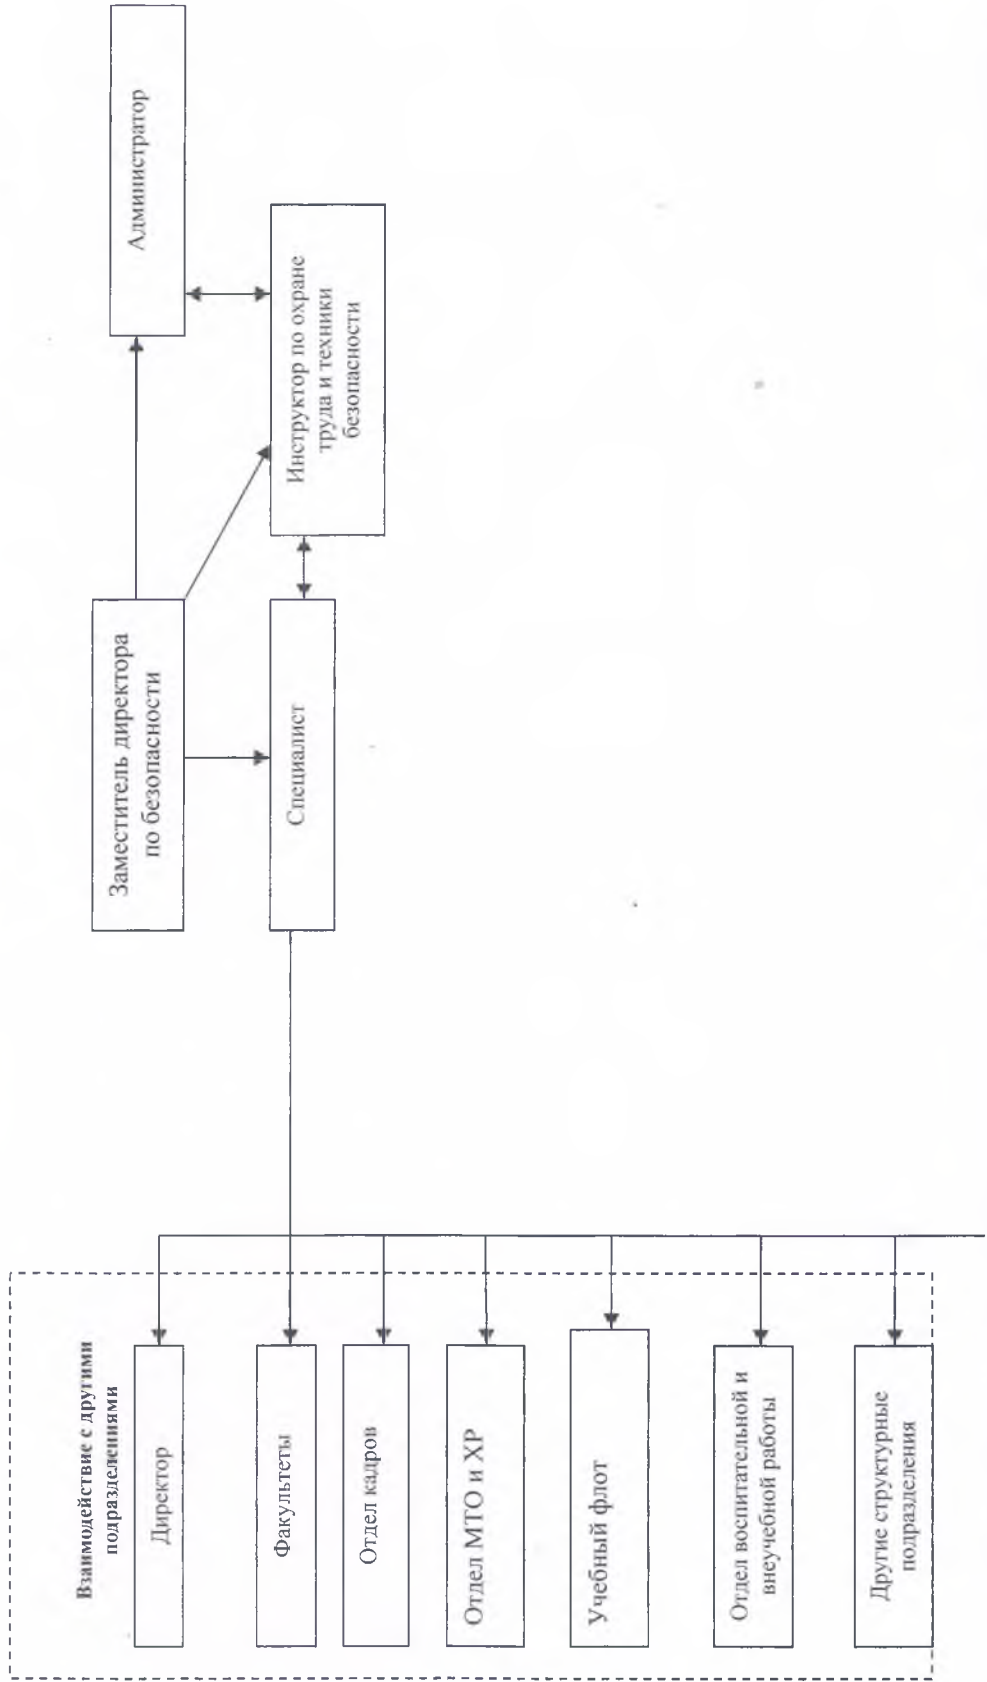 Взаимодействие с другими
подразделениями
Директор
Факультеты
Отдел кадров
Отдел МТО и ХР
Учебный флот
Отдел воспитательной и
внеучебной работы
Другие структурные
подразделения
Заместитель директора
по безопасности
Специалист
Администратор
Инструктор по охране
труда и техники
безопасности